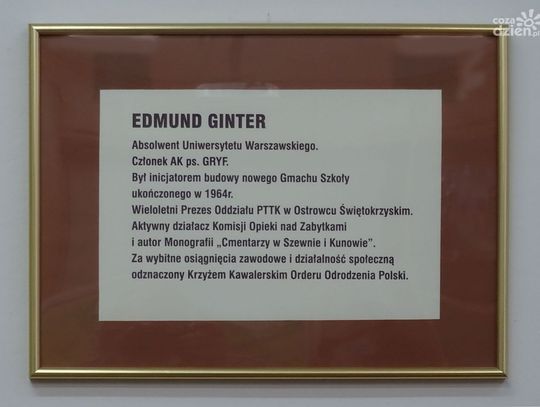 coza
dzień.pl
EDMUND GINTER
Absolwent Uniwersytetu Warszawskiego.
Członek AK ps. GRYF.
Był inicjatorem budowy nowego Gmachu Szkoły
ukończonego w 1964r.
Wieloletni Prezes Oddziału PTTK w Ostrowcu Świętokrzyskim.
Aktywny działacz Komisji Opieki nad Zabytkami
i autor Monografii „Cmentarzy w Szewnie i Kunowie”.
Za wybitne osiągnięcia zawodowe i działalność społeczną
odznaczony Krzyżem Kawalerskim Orderu Odrodzenia Polski.